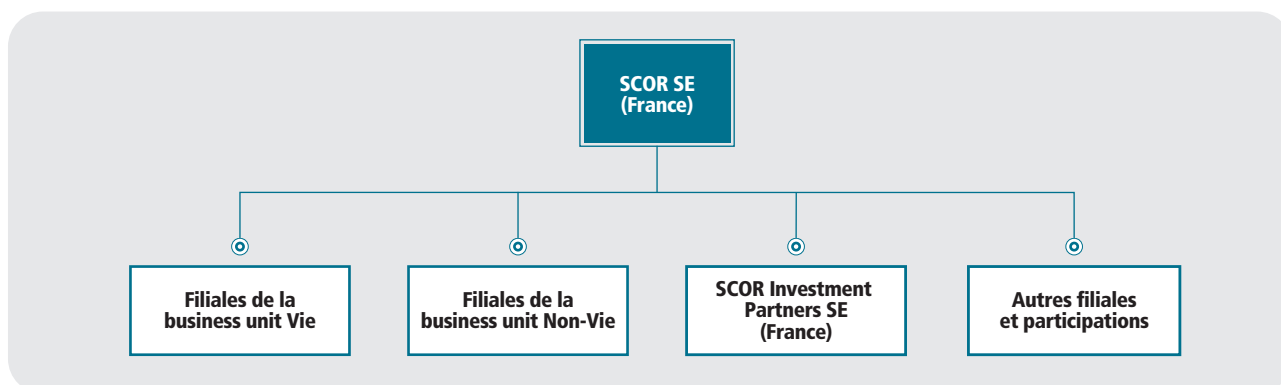 SCOR SE
(France)
Filiales de la
business unit Vie
Filiales de la
business unit Non-Vie
SCOR Investment
Partners SE
(France)
Autres filiales
et participations